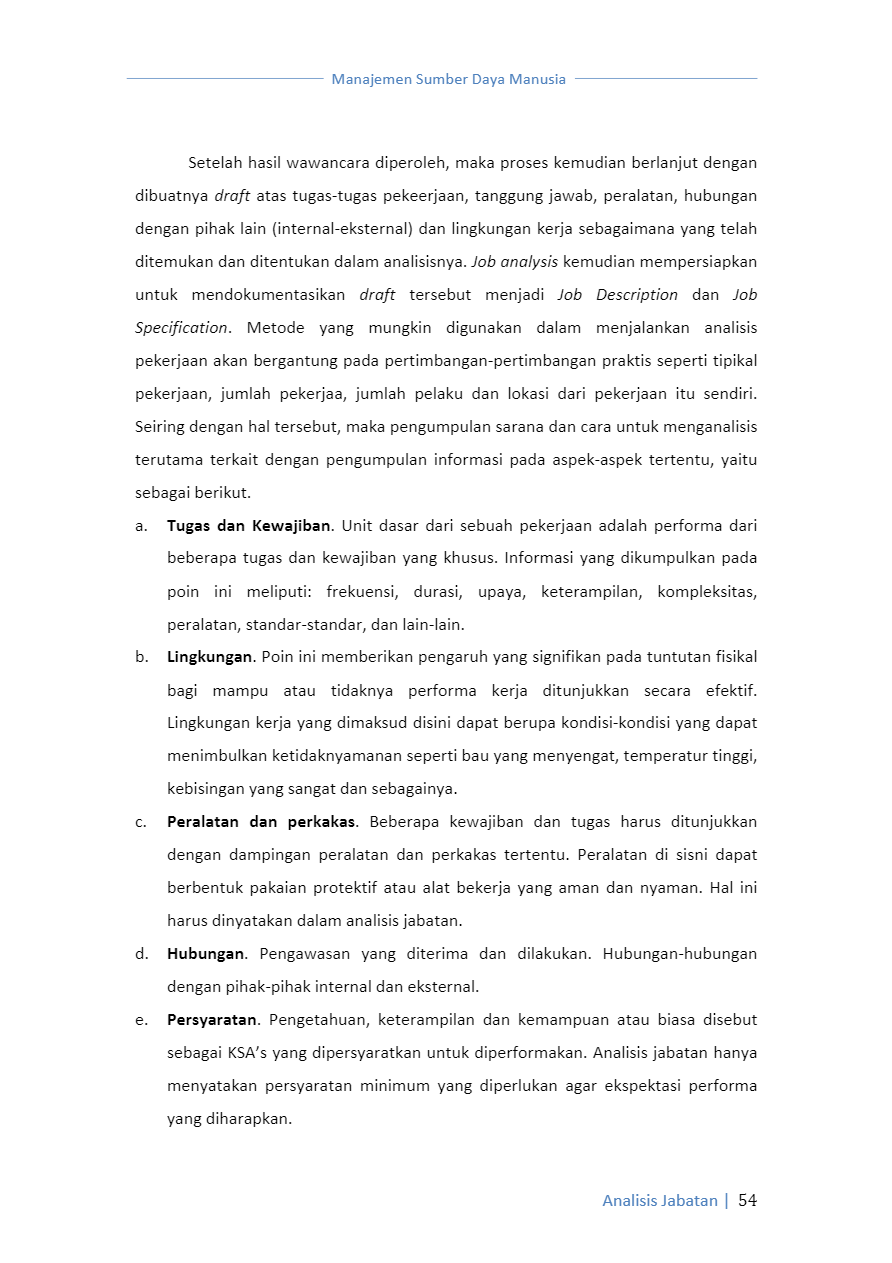 Manajemen Sumber Daya Manusia
Setelah hasil wawancara diperoleh, maka proses kemudian berlanjut dengan
dibuatnya draft atas tugas-tugas pekeerjaan, tanggung jawab, peralatan, hubungan
dengan pihak lain (internal-eksternal) dan lingkungan kerja sebagaimana yang telah
ditemukan dan ditentukan dalam analisisnya. Job analysis kemudian mempersiapkan
untuk mendokumentasikan draft tersebut menjadi Job Description dan Job
Specification. Metode yang mungkin digunakan dalam menjalankan analisis
pekerjaan akan bergantung pada pertimbangan-pertimbangan praktis seperti tipikal
pekerjaan, jumlah pekerjaa, jumlah pelaku dan lokasi dari pekerjaan itu sendiri.
Seiring dengan hal tersebut, maka pengumpulan sarana dan cara untuk menganalisis
terutama terkait dengan pengumpulan informasi pada aspek-aspek tertentu, yaitu
sebagai berikut.
a. Tugas dan Kewajiban. Unit dasar dari sebuah pekerjaan adalah performa dari
beberapa tugas dan kewajiban yang khusus. Informasi yang dikumpulkan pada
poin ini meliputi: frekuensi, durasi, upaya, keterampilan, kompleksitas,
peralatan, standar-standar, dan lain-lain.
b. Lingkungan. Poin ini memberikan pengaruh yang signifikan pada tuntutan fisikal
bagi mampu atau tidaknya performa kerja ditunjukkan secara efektif.
Lingkungan kerja yang dimaksud disini dapat berupa kondisi-kondisi yang dapat
menimbulkan ketidaknyamanan seperti bau yang menyengat, temperatur tinggi,
kebisingan yang sangat dan sebagainya.
c. Peralatan dan perkakas. Beberapa kewajiban dan tugas harus ditunjukkan
dengan dampingan peralatan dan perkakas tertentu. Peralatan di sisni dapat
berbentuk pakaian protektif atau alat bekerja yang aman dan nyaman. Hal ini
harus dinyatakan dalam analisis jabatan.
d. Hubungan. Pengawasan yang diterima dan dilakukan. Hubungan-hubungan
dengan pihak-pihak internal dan eksternal.
e. Persyaratan. Pengetahuan, keterampilan dan kemampuan atau biasa disebut
sebagai KSA’s yang dipersyaratkan untuk diperformakan. Analisis jabatan hanya
menyatakan persyaratan minimum yang diperlukan agar ekspektasi performa
yang diharapkan.
Analisis Jabatan | 54